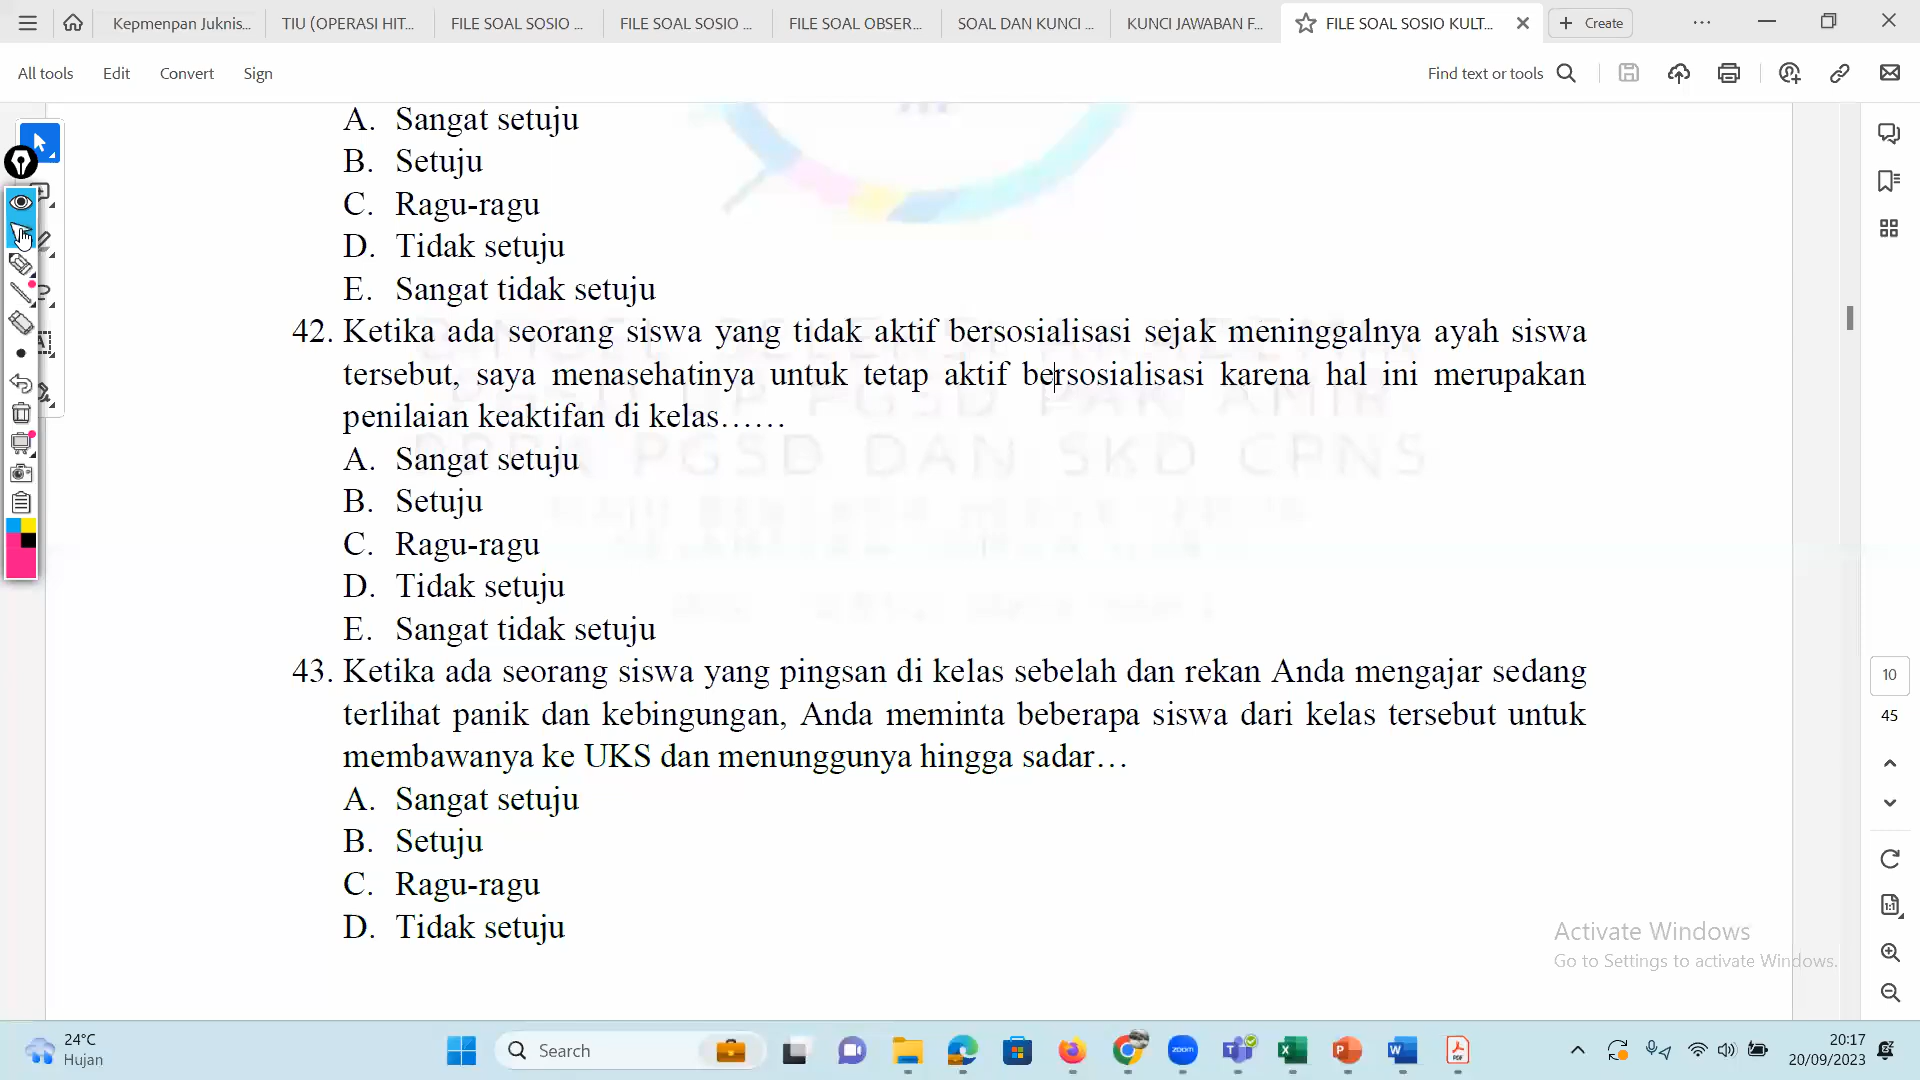 Kepmenpan Juknis...
TIU (OPERASI HIT...
FILE SOAL SOSIO ...
FILE SOAL SOSIO ...
FILE SOAL OBSER...
SOAL DAN KUNCI ...
KUNCI JAWABAN F...
FILE SOAL SOSIO KULT...
Create
All tools
Edit
Convert
Sign
Find text or tools
A. Sangat setuju
B. Setuju
C. Ragu-ragu
D. Tidak setuju
E. Sangat tidak setuju
42. Ketika ada seorang siswa yang tidak aktif bersosialisasi sejak meninggalnya ayah siswa
tersebut, saya menasehatinya untuk tetap aktif bersosialisasi karena hal ini merupakan
penilaian keaktifan di kelas……
A. Sangat setuju
B. Setuju
C. Ragu-ragu
D. Tidak setuju
E. Sangat tidak setuju
43. Ketika ada seorang siswa yang pingsan di kelas sebelah dan rekan Anda mengajar sedang
terlihat panik dan kebingungan, Anda meminta beberapa siswa dari kelas tersebut untuk
membawanya ke UKS dan menunggunya hingga sadar…
A. Sangat setuju
B. Setuju
C. Ragu-ragu
D. Tidak setuju
PGSD DAN SKD CPNS
10
45
Activate Windows
Go to Settings to activate Windows.
24°C
Hujan
Search
zoom
20:17
20/09/2023